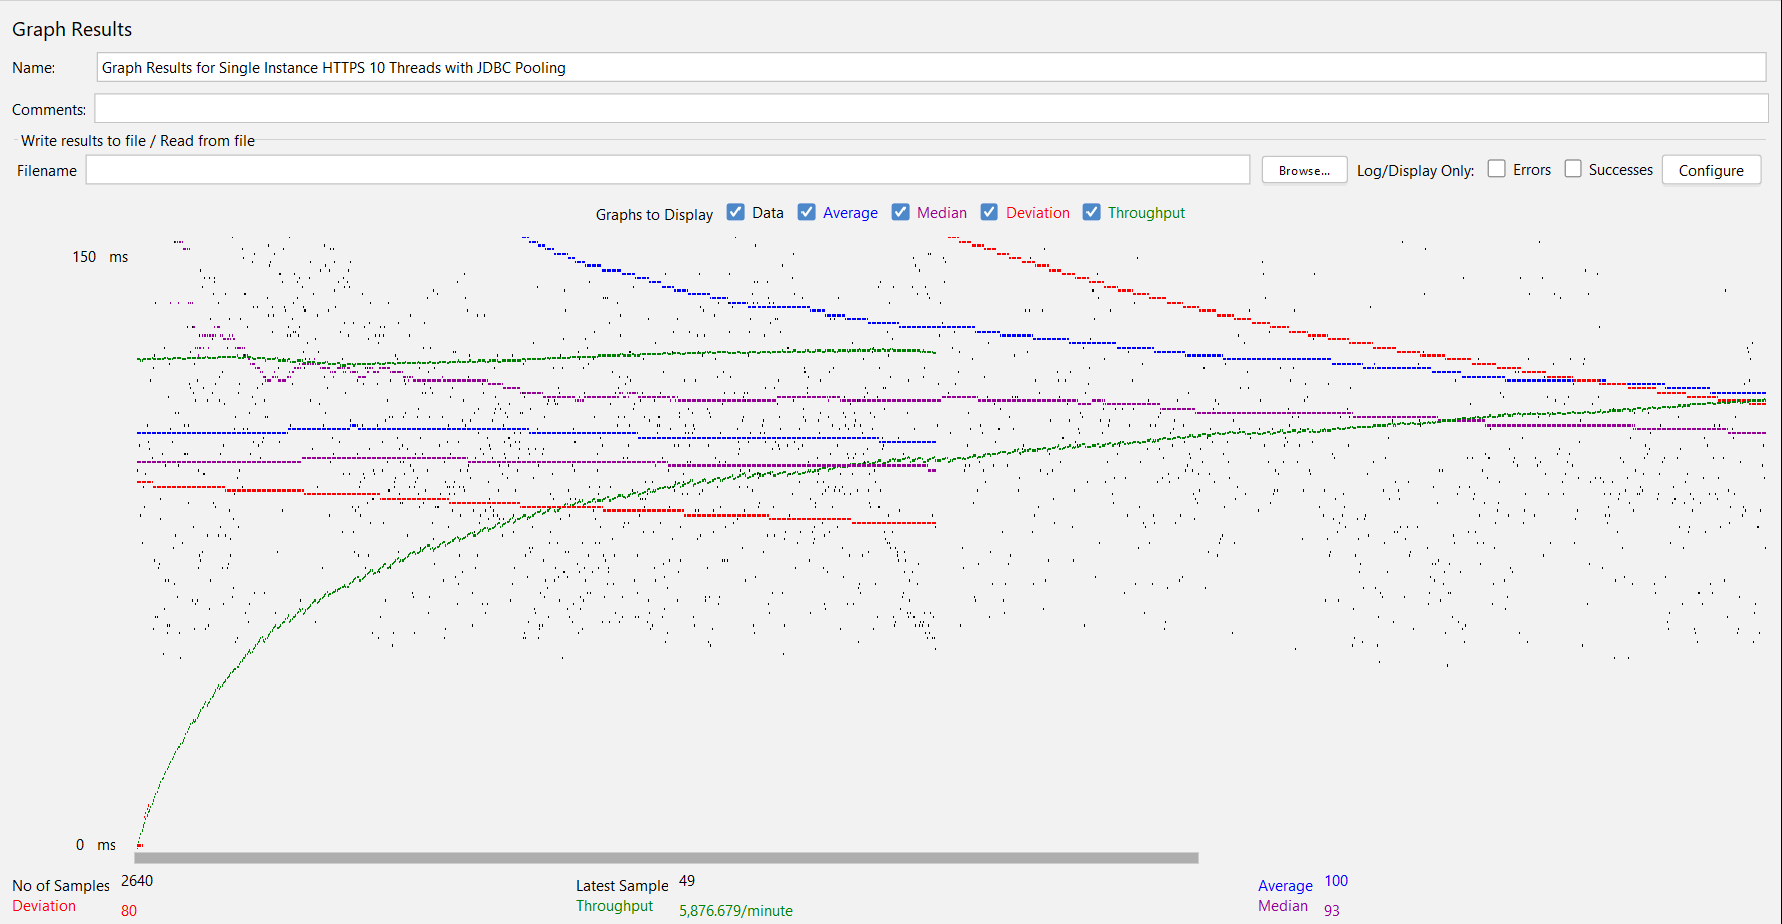 Graph Results
Name: Graph Results for Single Instance HTTPS 10 Threads with JDBC Pooling
Comments:
Write results to file / Read from file
Filename Browse... Log/Display Only: Errors Successes Configure
Graphs to Display Data Average Median Deviation Throughput
150 ms
0 ms
No of Samples 2640 Latest Sample 49 Average 100
Deviation 80 Throughput 5,876.679/minute Median 93